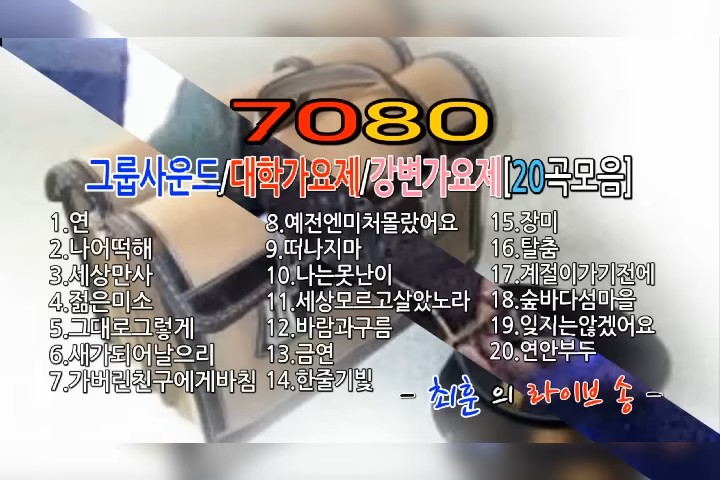 7080
그룹사운드/대학가요제/강변가요제[20곡모음]
1.연
2.나어떡해
3.세상만사
4.젊은미소
5.그대로그렇게
6.새가되어날으리
7.가버린친구에게바침
8.예전엔미처몰랐어요
9.떠나지마
10.나는못난이
11.세상모르고살았노라
12.바람과구름
13.금연
14.한줄기빛
15.장미
16.탈춤
17.계절이가기전에
18.숲바다섬마을
19.잊지는않겠어요
20.연안부두
- 최훈 의 라이브 송 -